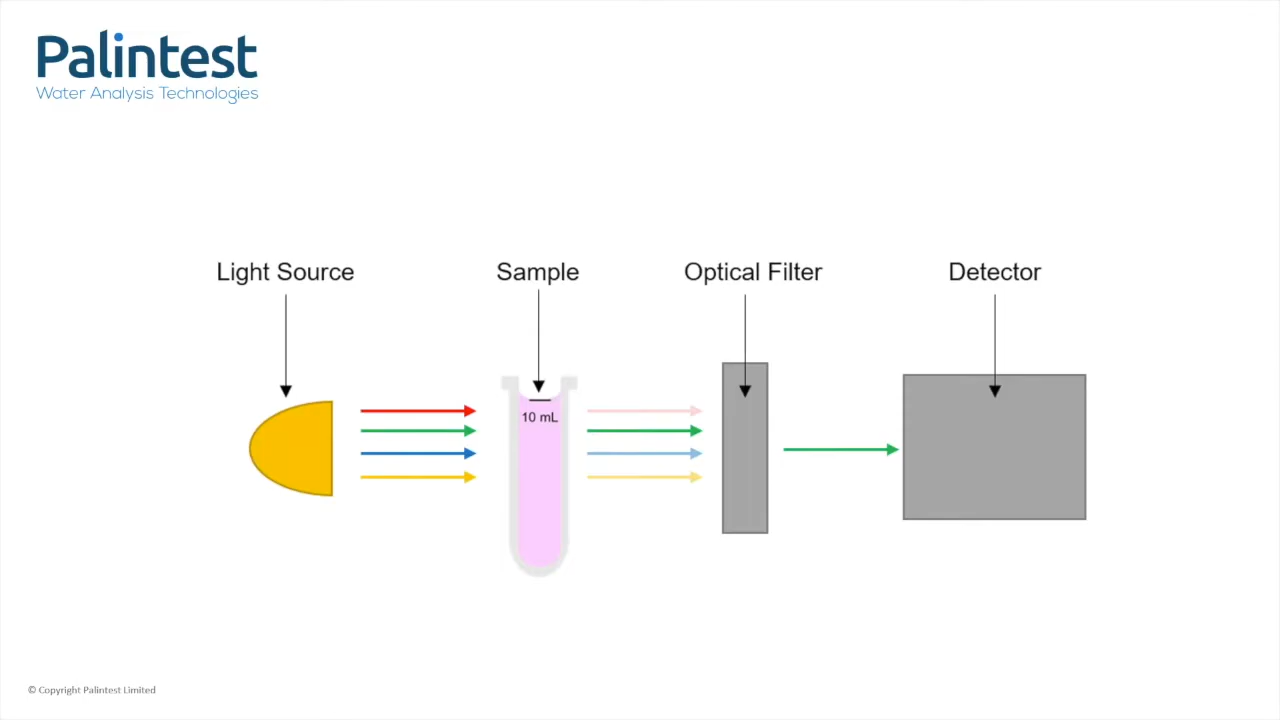 Palintest
Water Analysis Technologies
Light Source
Sample
Optical Filter
Detector
10 mL
© Copyright Palintest Limited